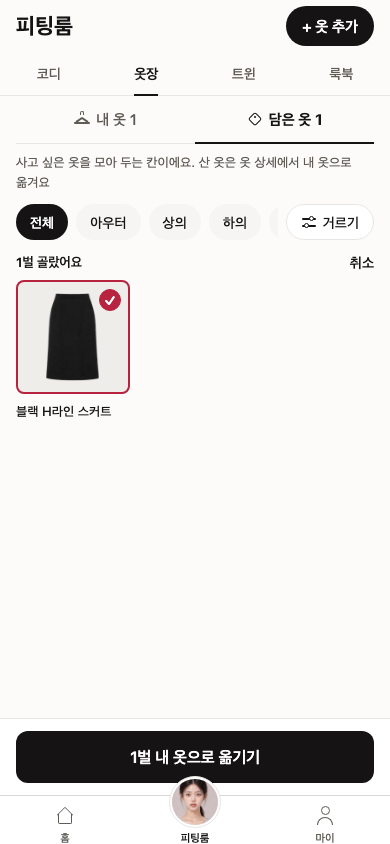 피팅룸
+ 옷 추가
코디
옷장
트윈
룩북
내 옷 1
담은 옷 1
사고 싶은 옷을 모아 두는 칸이에요. 산 옷은 옷 상세에서 내 옷으로
옮겨요
전체
아우터
상의
하의
거르기
1벌 골랐어요
취소
블랙 H라인 스커트
1벌 내 옷으로 옮기기
홈
피팅룸
마이